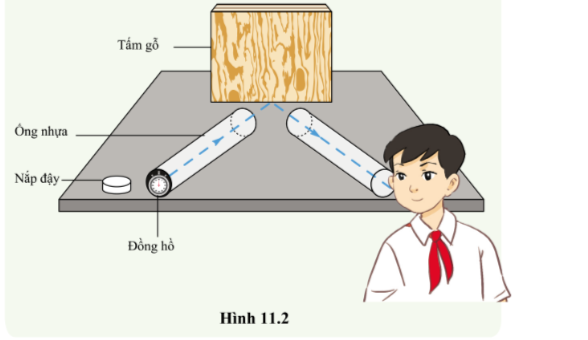 Tấm gỗ
Ống nhựa
Nắp đậy
Đồng hồ
Hình 11.2